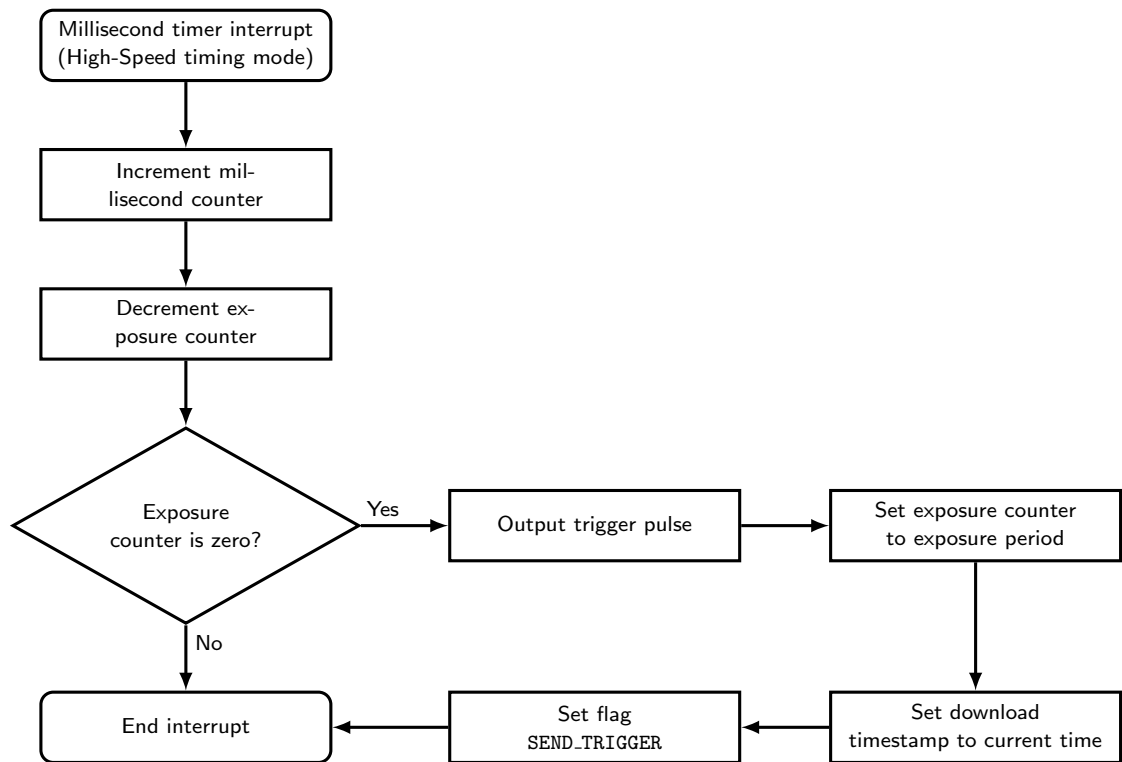 Millisecond timer interrupt
(High-Speed timing mode)
Increment mil-
lisecond counter
Decrement ex-
posure counter
Exposure
counter is zero?
Yes
Output trigger pulse
Set exposure counter
to exposure period
No
End interrupt
Set flag
SEND_TRIGGER
Set download
timestamp to current time